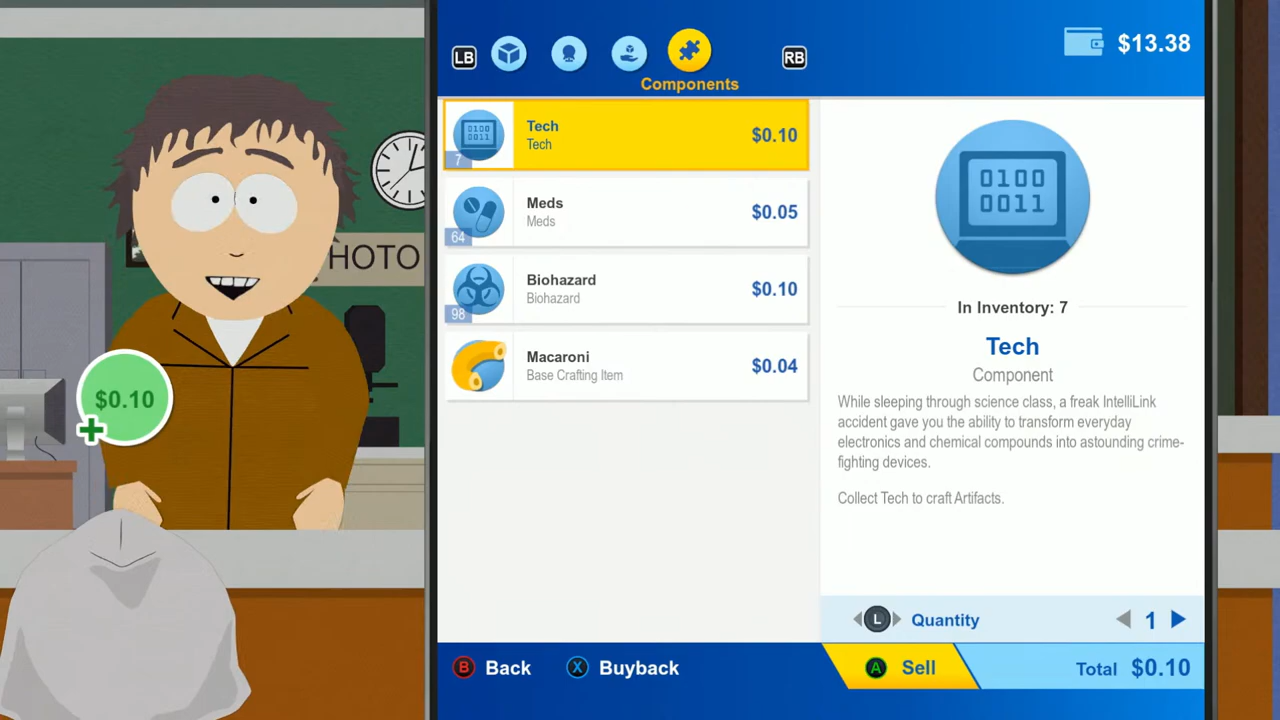 LB
RB
$13.38
Components
0100
0011
7
Tech
Tech
$0.10
64
Meds
Meds
$0.05
98
Biohazard
Biohazard
$0.10
Macaroni
Base Crafting Item
$0.04
HOTO
$0.10
0100
0011
In Inventory: 7
Tech
Component
While sleeping through science class, a freak IntelliLink
accident gave you the ability to transform everyday
electronics and chemical compounds into astounding crime-
fighting devices.
Collect Tech to craft Artifacts.
L Quantity 1
B Back X Buyback A Sell Total $0.10